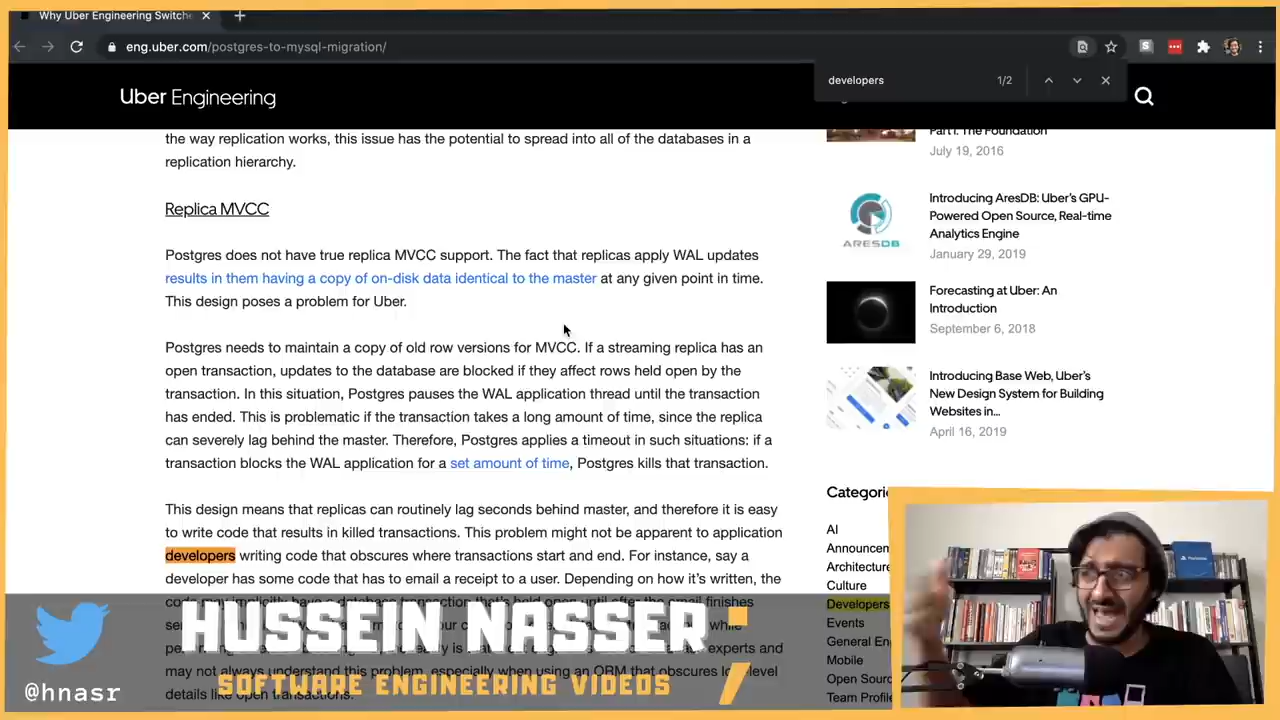 Why Uber Engineering Switche
eng.uber.com/postgres-to-mysql-migration/
developers
1/2
Uber Engineering
the way replication works, this issue has the potential to spread into all of the databases in a
replication hierarchy.
Replica MVCC
Postgres does not have true replica MVCC support. The fact that replicas apply WAL updates
results in them having a copy of on-disk data identical to the master at any given point in time.
This design poses a problem for Uber.
Postgres needs to maintain a copy of old row versions for MVCC. If a streaming replica has an
open transaction, updates to the database are blocked if they affect rows held open by the
transaction. In this situation, Postgres pauses the WAL application thread until the transaction
has ended. This is problematic if the transaction takes a long amount of time, since the replica
can severely lag behind the master. Therefore, Postgres applies a timeout in such situations: if a
transaction blocks the WAL application for a set amount of time, Postgres kills that transaction.
This design means that replicas can routinely lag seconds behind master, and therefore it is easy
to write code that results in killed transactions. This problem might not be apparent to application
developers writing code that obscures where transactions start and end. For instance, say a
developer has some code that has to email a receipt to a user. Depending on how it's written, the
finishes
experts and
may not always understand this problem, especially when using an ORM that obscures low-level
details like open transactions.
Part I: The Foundation
July 19, 2016
ARESDB
Introducing AresDB: Uber's GPU-
Powered Open Source, Real-time
Analytics Engine
January 29, 2019
Forecasting at Uber: An
Introduction
September 6, 2018
Introducing Base Web, Uber's
New Design System for Building
Websites in...
April 16, 2019
Categorie
AI
Announcem
Architecture
Culture
Developers
Events
General En
Mobile
Open Sourc
Team Profile
HUSSEIN NASSER
SOFTWARE ENGINEERING VIDEOS
@hnasr
;